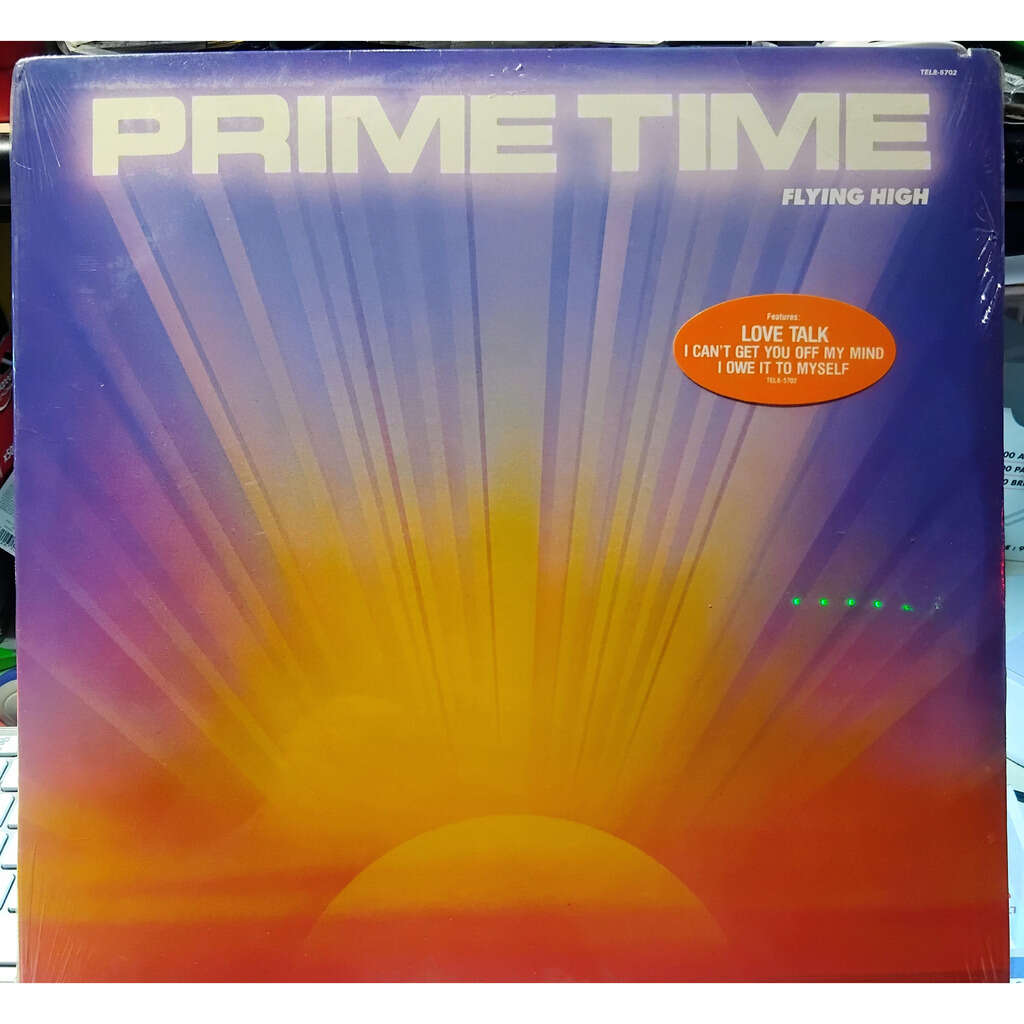 TEL8-5702
PRIME TIME
FLYING HIGH
Features:
LOVE TALK
I CAN'T GET YOU OFF MY MIND
I OWE IT TO MYSELF
TEL8-5702